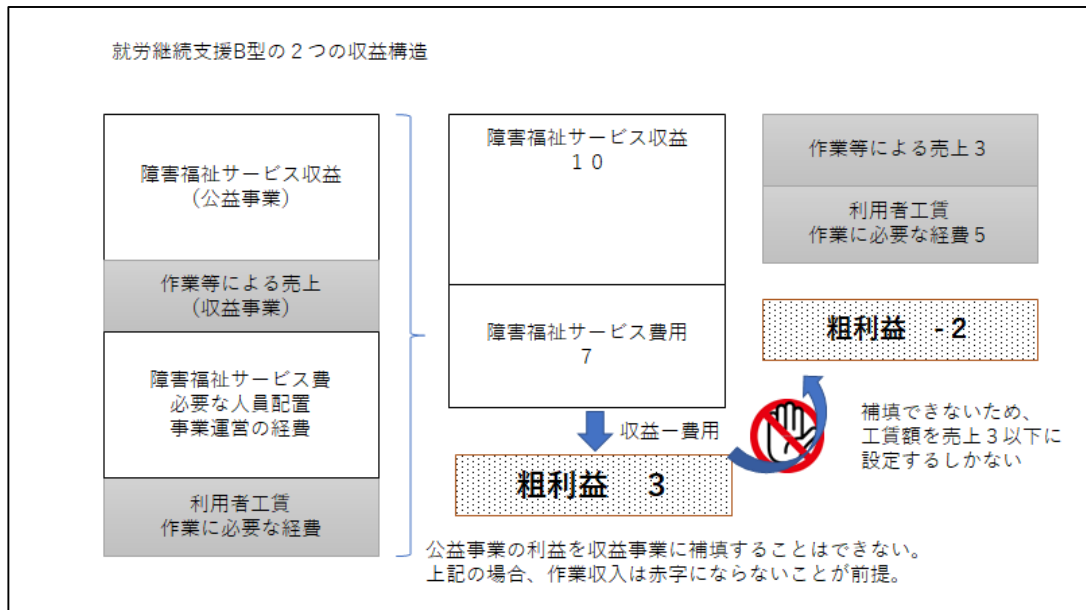 就労継続支援B型の２つの収益構造
障害福祉サービス収益
(公益事業)
作業等による売上
(収益事業)
障害福祉サービス費
必要な人員配置
事業運営の経費
利用者工賃
作業に必要な経費
障害福祉サービス収益
１０
障害福祉サービス費用
7
収益ー費用
粗利益　3
作業等による売上３
利用者工賃
作業に必要な経費５
粗利益　-２
補填できないため、
工賃額を売上３以下に
設定するしかない
公益事業の利益を収益事業に補填することはできない。
上記の場合、作業収入は赤字にならないことが前提。